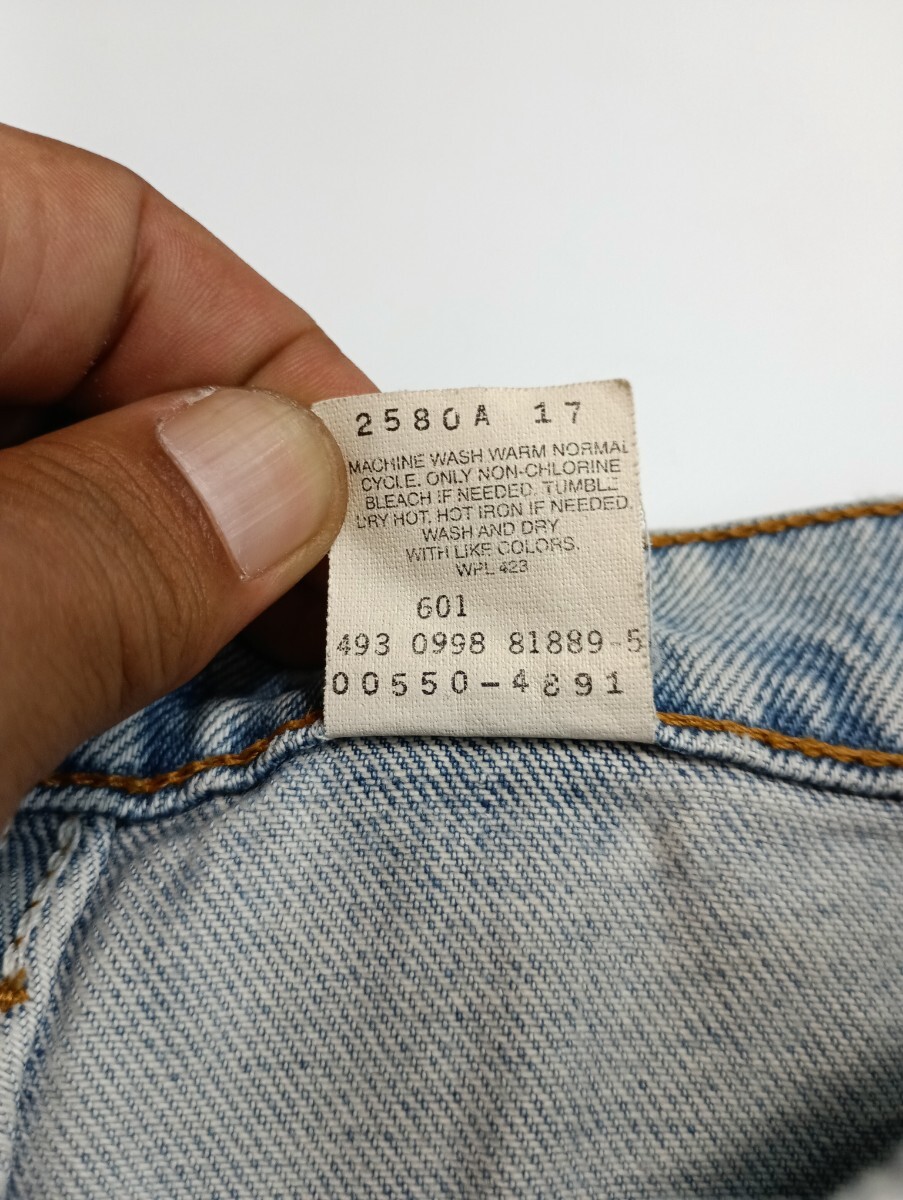 2580A 17
MACHINE WASH WARM NORMAL
CYCLE. ONLY NON-CHLORINE
BLEACH IF NEEDED. TUMBLE
DRY HOT. HOT IRON IF NEEDED.
WASH AND DRY
WITH LIKE COLORS.
WPL 423
601
493 0998 81889-5
00550-4891